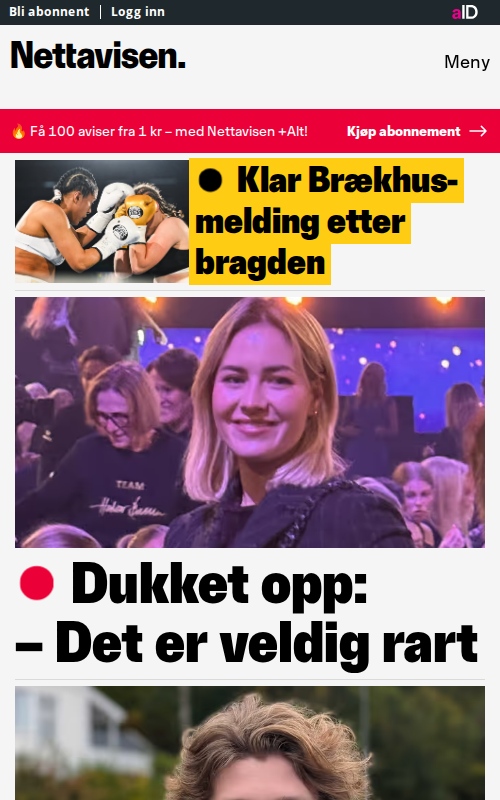 Bli abonnent
Logg inn
aID
Nettavisen.
Meny
🔥 Få 100 aviser fra 1 kr – med Nettavisen +Alt!
Kjøp abonnement →
● Klar Brækhus-
melding etter
bragden
TEAM
● Dukket opp:
– Det er veldig rart